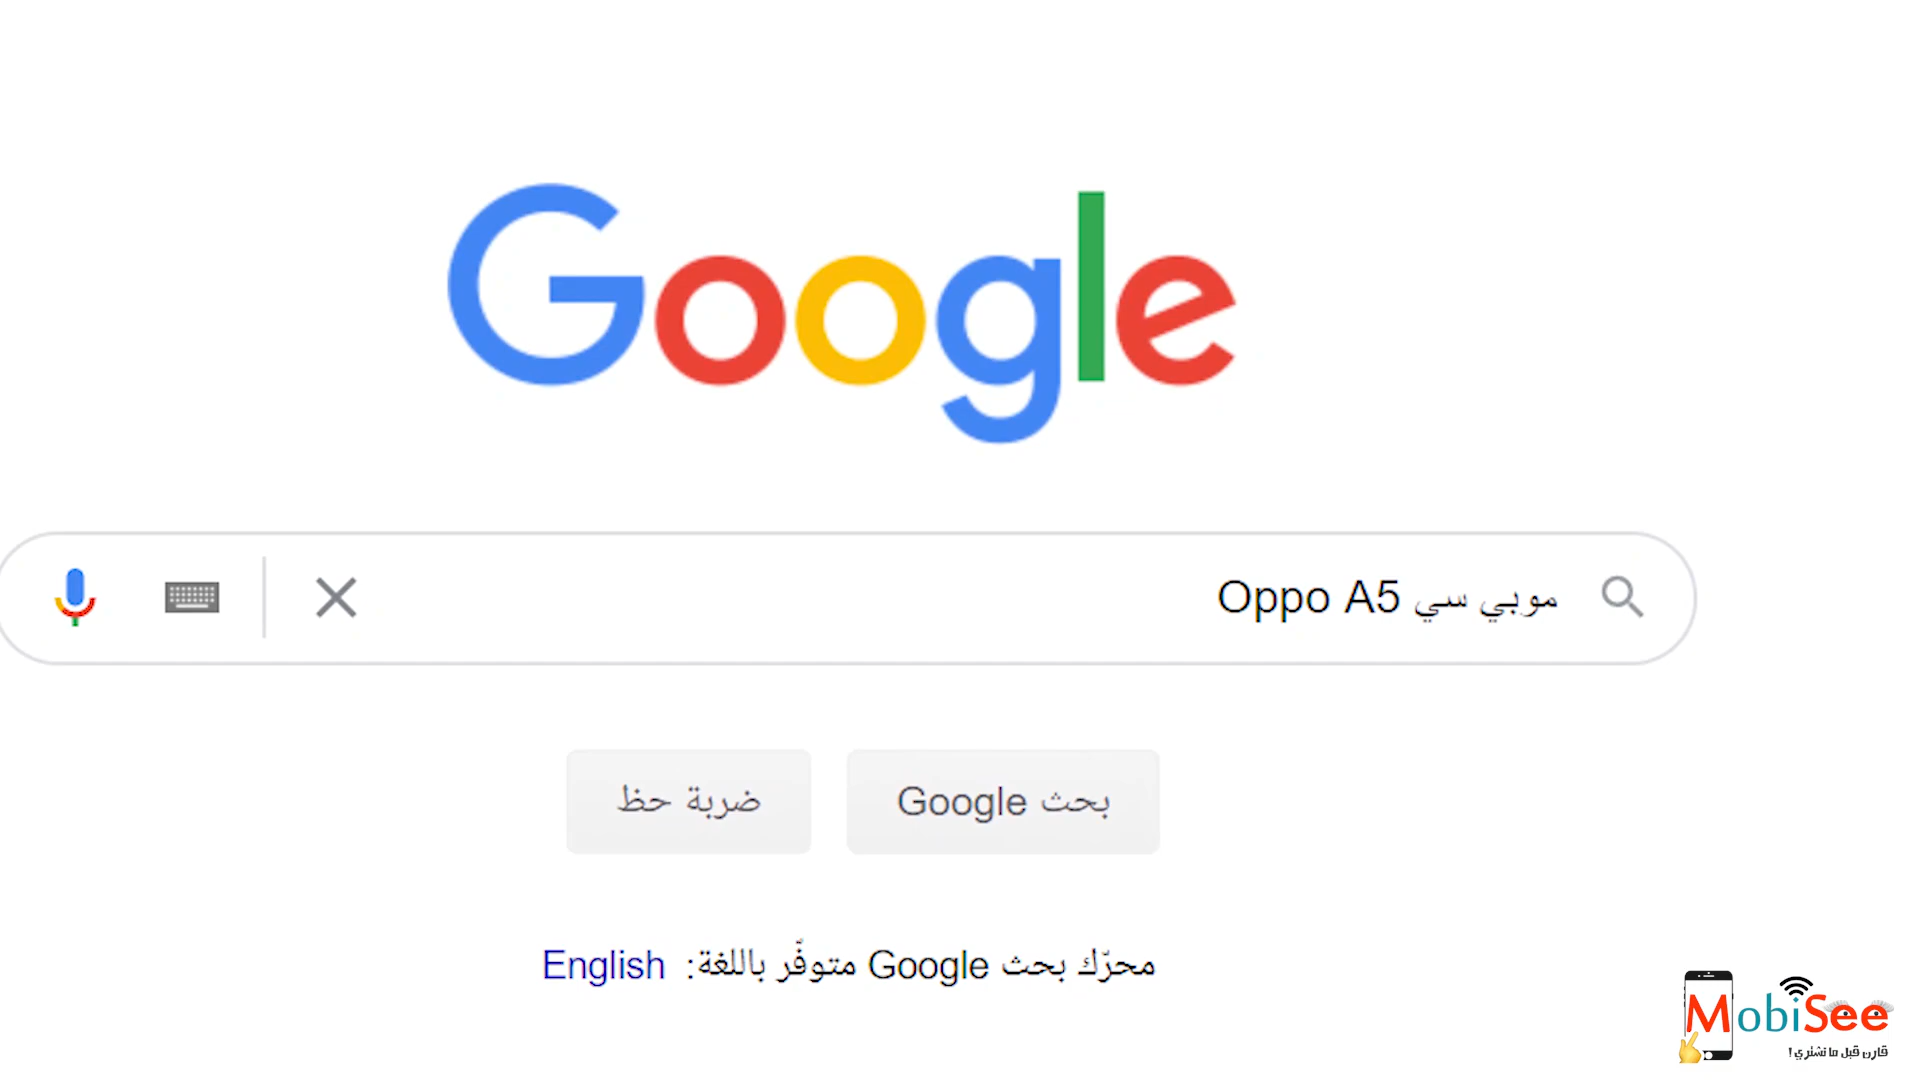 Google
موبي سي Oppo A5
بحث Google
ضربة حظ
محرّك بحث Google متوفّر باللغة: English
MobiSee
قارن قبل ما تشتري !